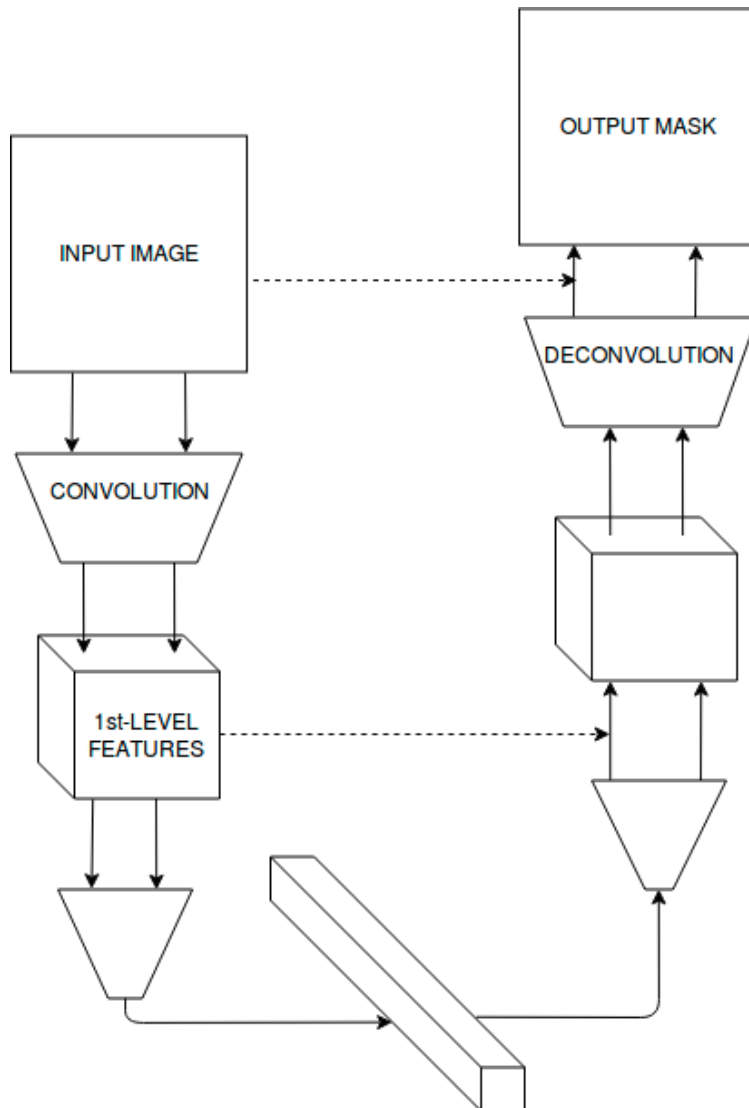 OUTPUT MASK
INPUT IMAGE
DECONVOLUTION
CONVOLUTION
1st-LEVEL
FEATURES